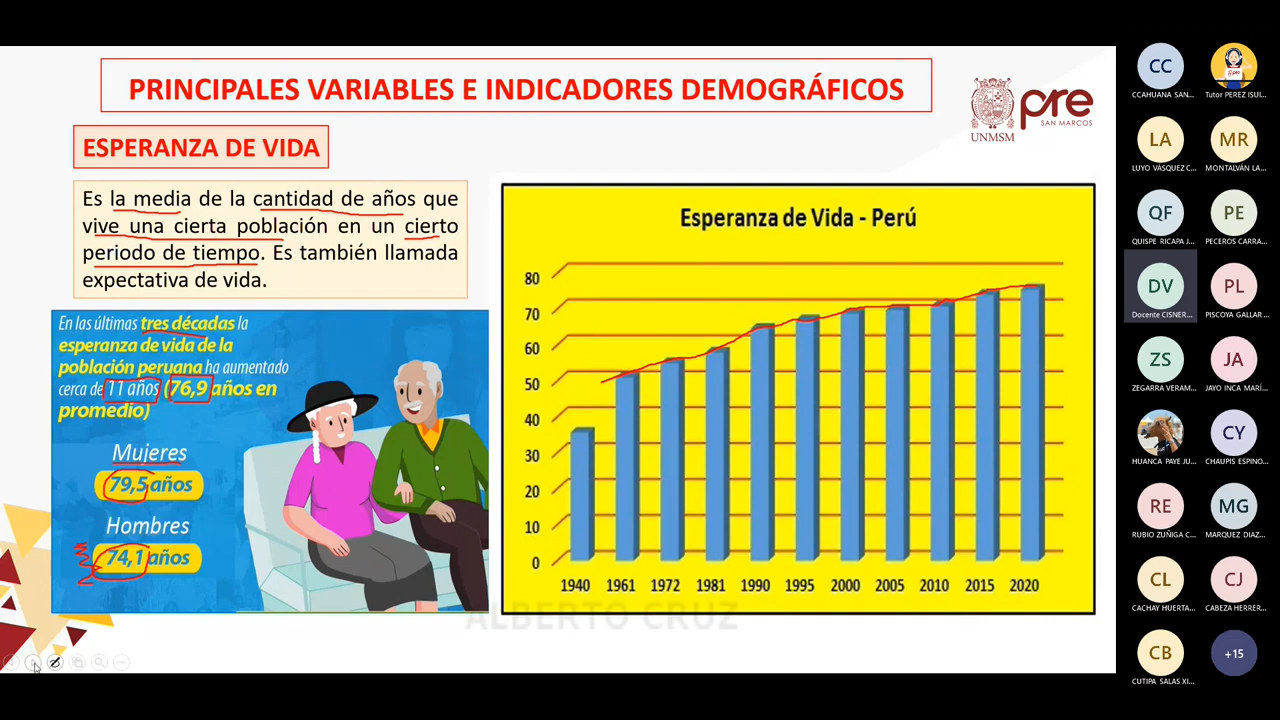 PRINCIPALES VARIABLES E INDICADORES DEMOGRÁFICOS
UNMSM
pre
SAN MARCOS
ESPERANZA DE VIDA
Es la media de la cantidad de años que
vive una cierta población en un cierto
periodo de tiempo. Es también llamada
expectativa de vida.
En las últimas tres décadas la
esperanza de vida de la
población peruana ha aumentado
cerca de 11 años (76,9 años en
promedio)
Mujeres
79,5 años
Hombres
74,1 años
Esperanza de Vida - Perú
80
70
60
50
40
30
20
10
0
1940 1961 1972 1981 1990 1995 2000 2005 2010 2015 2020
ALBERTO CRUZ
CC
CCAHUANA SAN...
Tutor PEREZ ISUI...
LA
LUYO VÁSQUEZ C...
MR
MONTALVÁN LA...
QF
QUISPE RICAPA J...
PE
PECEROS CARRA...
DV
Docente CISNER...
PL
PISCOYA GALLAR ...
ZS
ZEGARRA VERAM...
JA
JAYO INCA MARÍ...
HUANCA PAYE JU...
CY
CHAUPIS ESPINO...
RE
RUBIO ZUÑIGA C...
MG
MARQUEZ DIAZ...
CL
CACHAY HUERTA...
CJ
CABEZA HERRER...
CB
CUTIPA SALAS XI...
+15